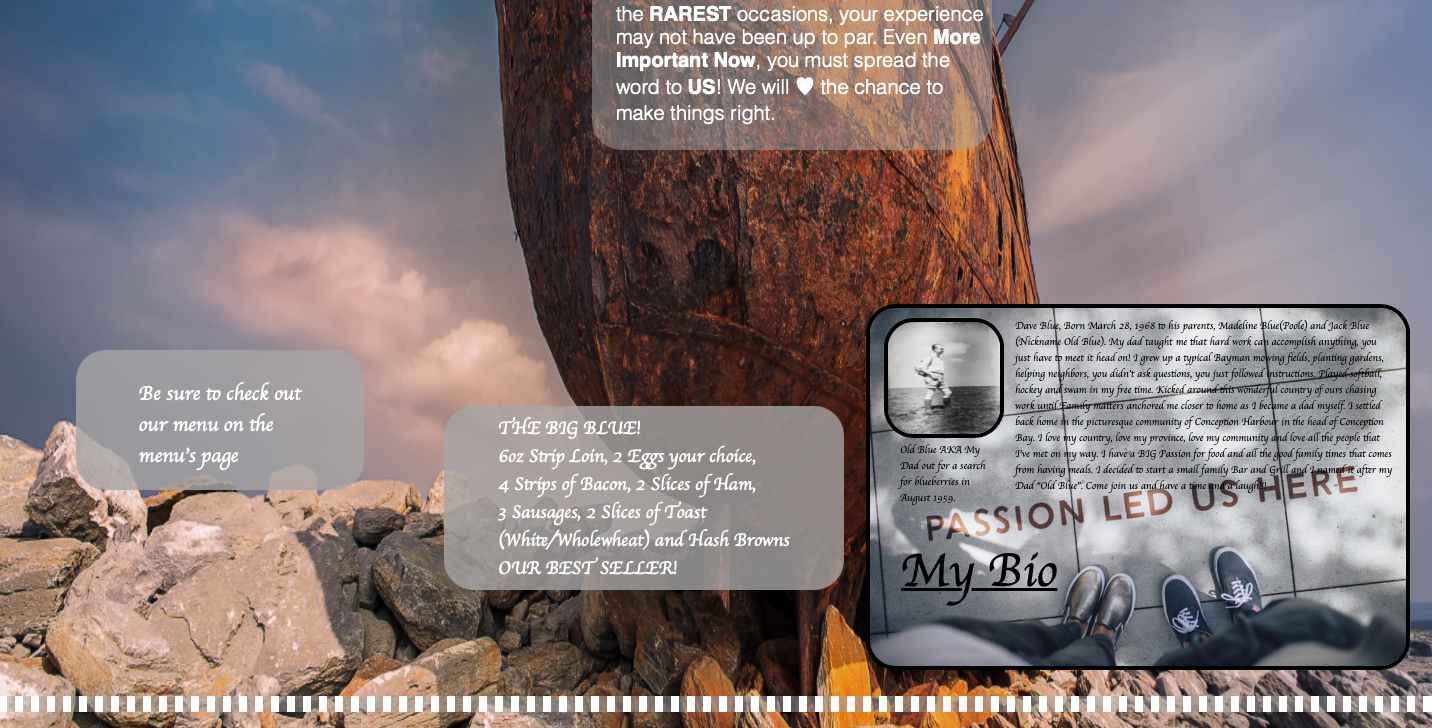 the RAREST occasions, your experience
may not have been up to par. Even More
Important Now, you must spread the
word to US! We will ♥ the chance to
make things right.
Be sure to check out
our menu on the
menu's page
THE BIG BLUE!
6oz Strip Loin, 2 Eggs your choice,
4 Strips of Bacon, 2 Slices of Ham,
3 Sausages, 2 Slices of Toast
(White/Wholewheat) and Hash Browns
OUR BEST SELLER!
Dave Blue, Born March 28, 1968 to his parents, Madeline Blue(Poole) and Jack Blue
(Nickname Old Blue). My dad taught me that hard work can accomplish anything, you
just have to meet it head on! I grew up a typical Bayman mowing fields, planting gardens,
helping neighbors, you didn't ask questions, you just followed instructions. Played softball,
hockey and swam in my free time. Kicked around this wonderful country of ours chasing
work until Family matters anchored me closer to home as I became a dad myself. I settled
back home in the picturesque community of Conception Harbour in the head of Conception
Bay. I love my country, love my province, love my community and love all the people that
I've met on my way. I have a BIG Passion for food and all the good family times that comes
from having meals. I decided to start a small family Bar and Grill and I named it after my
Dad "Old Blue". Come join us and have a time and a laugh!!
Old Blue AKA My
Dad out for a search
for blueberries in
August 1959.
PASSION LED US HERE
My Bio